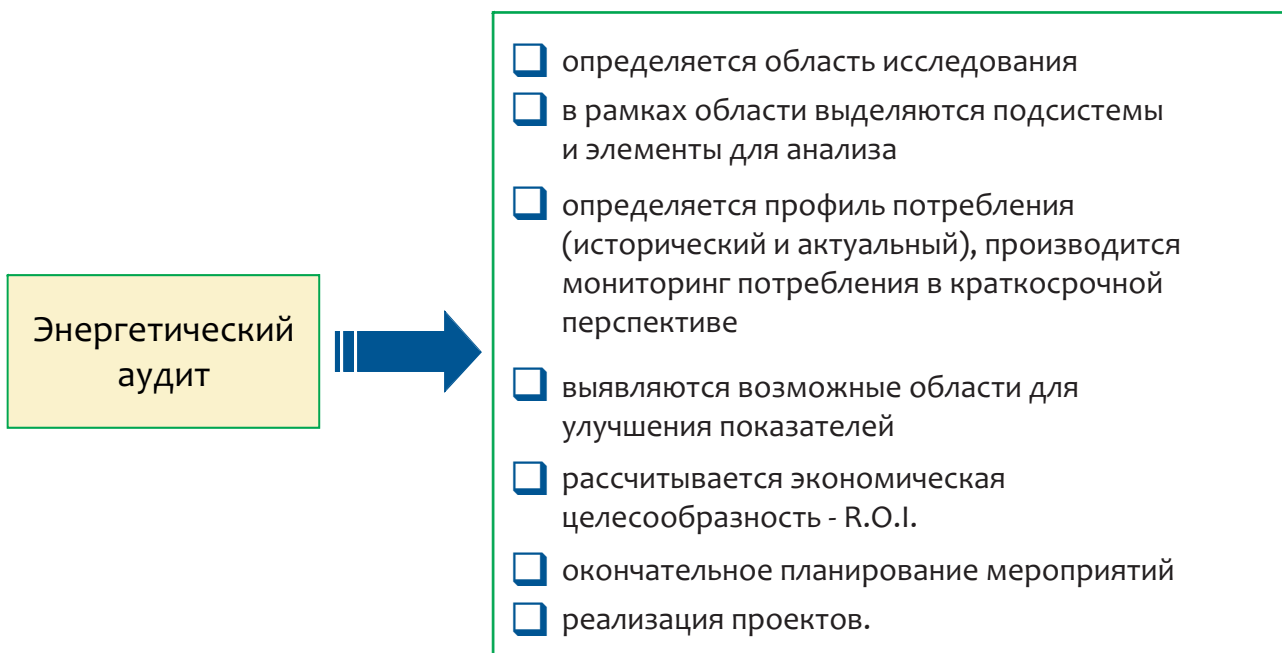 Энергетический
аудит
определяется область исследования
в рамках области выделяются подсистемы
и элементы для анализа
определяется профиль потребления
(исторический и актуальный), производится
мониторинг потребления в краткосрочной
перспективе
выявляются возможные области для
улучшения показателей
рассчитывается экономическая
целесообразность - R.O.I.
окончательное планирование мероприятий
реализация проектов.